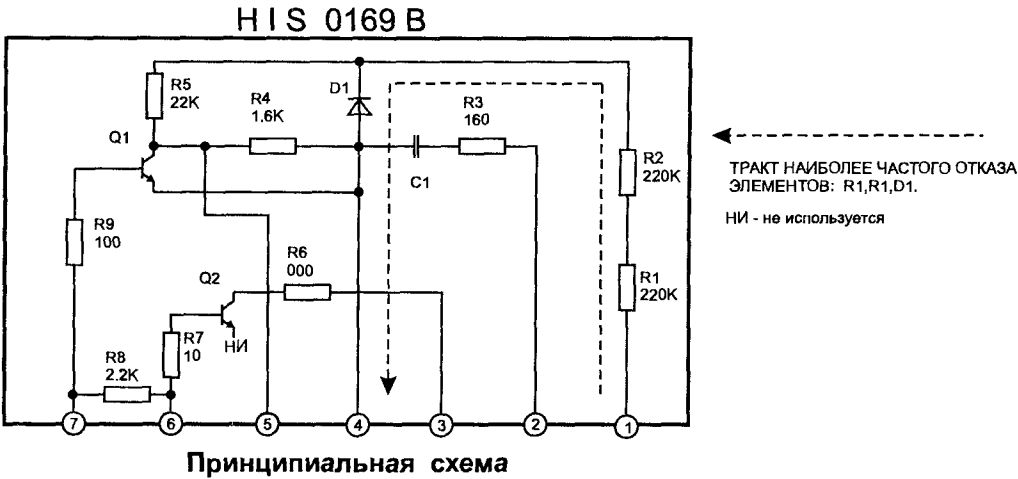 HIS 0169 B
R5
22K
R4
1.6K
D1
R3
160
Q1
C1
R2
220K
R9
100
R6
000
Q2
R1
220K
R7
10
НИ
R8
2.2K
7
6
5
4
3
2
1
ТРАКТ НАИБОЛЕЕ ЧАСТОГО ОТКАЗА
ЭЛЕМЕНТОВ: R1,R1,D1.
НИ - не используется
Принципиальная схема